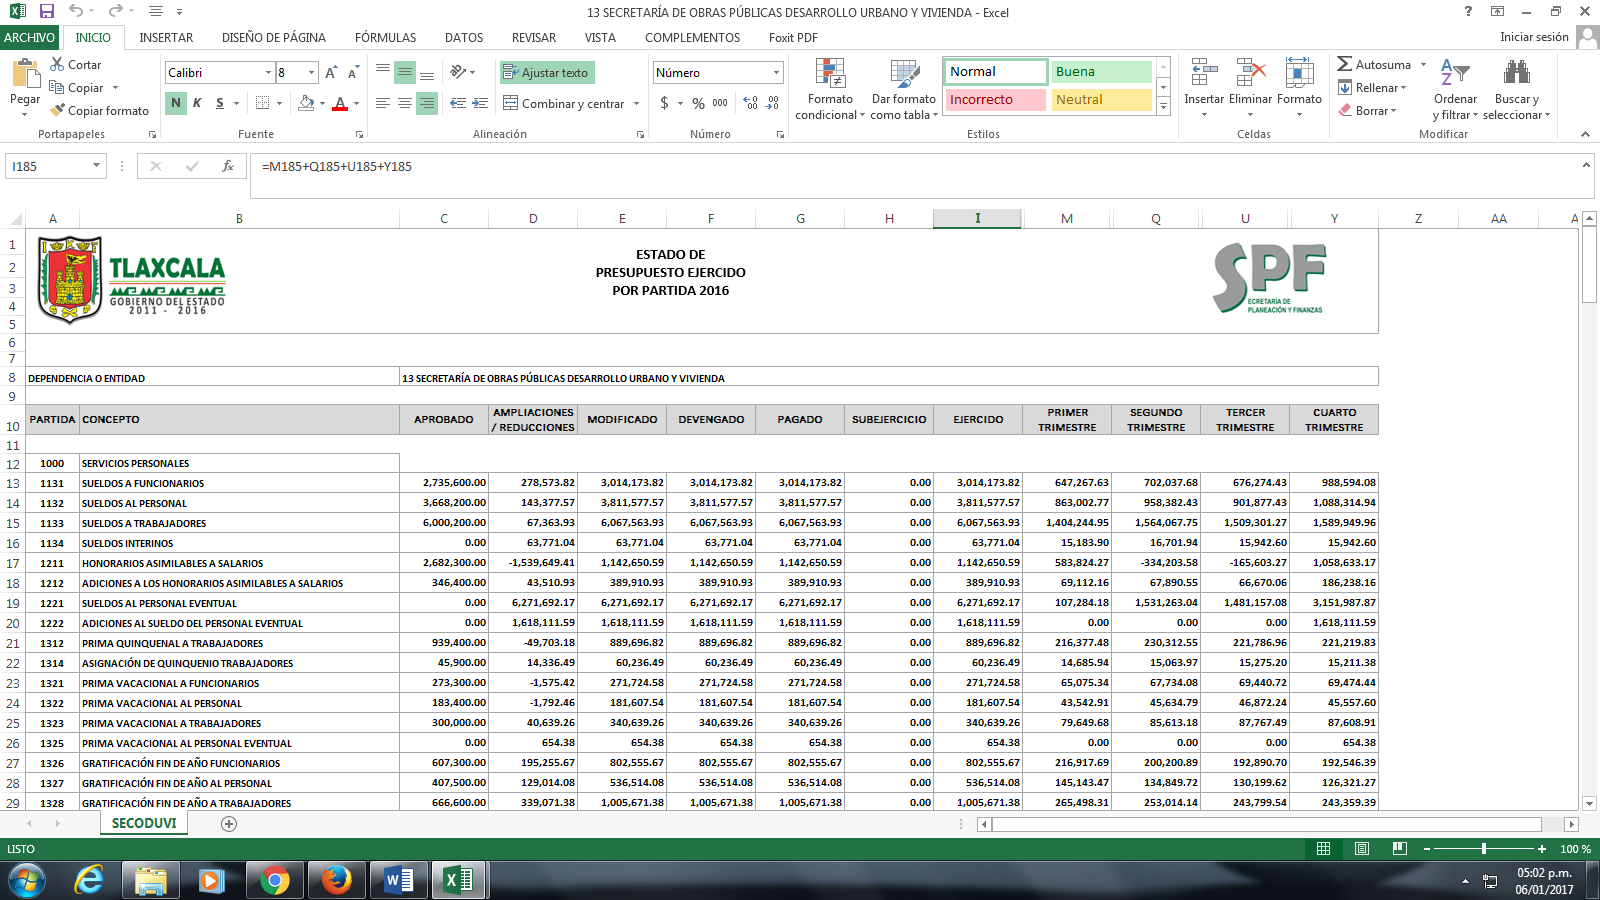 13 SECRETARÍA DE OBRAS PÚBLICAS DESARROLLO URBANO Y VIVIENDA - Excel
ARCHIVO INICIO INSERTAR DISEÑO DE PÁGINA FÓRMULAS DATOS REVISAR VISTA COMPLEMENTOS Foxit PDF Iniciar sesión
Pegar Cortar Copiar Copiar formato
Calibri 8 N K S A A A
Ajustar texto
Combinar y centrar
Número $ % 000
Formato condicional Dar formato como tabla
Normal Buena
Incorrecto Neutral
Insertar Eliminar Formato
Autosuma Rellenar Borrar
Ordenar y filtrar Buscar y seleccionar
Portapapeles Fuente Alineación Número Estilos Celdas Modificar
I185 fx =M185+Q185+U185+Y185
A B C D E F G H I M Q U Y Z AA A
1 TLAXCALA GOBIERNO DEL ESTADO 2011 - 2016
2 ESTADO DE
3 PRESUPUESTO EJERCIDO
4 POR PARTIDA 2016
5 SPF SECRETARÍA DE PLANEACIÓN Y FINANZAS
6
7
8 DEPENDENCIA O ENTIDAD 13 SECRETARÍA DE OBRAS PÚBLICAS DESARROLLO URBANO Y VIVIENDA
9
10 PARTIDA CONCEPTO APROBADO AMPLIACIONES / REDUCCIONES MODIFICADO DEVENGADO PAGADO SUBEJERCICIO EJERCIDO PRIMER TRIMESTRE SEGUNDO TRIMESTRE TERCER TRIMESTRE CUARTO TRIMESTRE
11
12 1000 SERVICIOS PERSONALES
13 1131 SUELDOS A FUNCIONARIOS 2,735,600.00 278,573.82 3,014,173.82 3,014,173.82 3,014,173.82 0.00 3,014,173.82 647,267.63 702,037.68 676,274.43 988,594.08
14 1132 SUELDOS AL PERSONAL 3,668,200.00 143,377.57 3,811,577.57 3,811,577.57 3,811,577.57 0.00 3,811,577.57 863,002.77 958,382.43 901,877.43 1,088,314.94
15 1133 SUELDOS A TRABAJADORES 6,000,200.00 67,363.93 6,067,563.93 6,067,563.93 6,067,563.93 0.00 6,067,563.93 1,404,244.95 1,564,067.75 1,509,301.27 1,589,949.96
16 1134 SUELDOS INTERINOS 0.00 63,771.04 63,771.04 63,771.04 63,771.04 0.00 63,771.04 15,183.90 16,701.94 15,942.60 15,942.60
17 1211 HONORARIOS ASIMILABLES A SALARIOS 2,682,300.00 -1,539,649.41 1,142,650.59 1,142,650.59 1,142,650.59 0.00 1,142,650.59 583,824.27 -334,203.58 -165,603.27 1,058,633.17
18 1212 ADICIONES A LOS HONORARIOS ASIMILABLES A SALARIOS 346,400.00 43,510.93 389,910.93 389,910.93 389,910.93 0.00 389,910.93 69,112.16 67,890.55 66,670.06 186,238.16
19 1221 SUELDOS AL PERSONAL EVENTUAL 0.00 6,271,692.17 6,271,692.17 6,271,692.17 6,271,692.17 0.00 6,271,692.17 107,284.18 1,531,263.04 1,481,157.08 3,151,987.87
20 1222 ADICIONES AL SUELDO DEL PERSONAL EVENTUAL 0.00 1,618,111.59 1,618,111.59 1,618,111.59 1,618,111.59 0.00 1,618,111.59 0.00 0.00 0.00 1,618,111.59
21 1312 PRIMA QUINQUENAL A TRABAJADORES 939,400.00 -49,703.18 889,696.82 889,696.82 889,696.82 0.00 889,696.82 216,377.48 230,312.55 221,786.96 221,219.83
22 1314 ASIGNACIÓN DE QUINQUENIO TRABAJADORES 45,900.00 14,336.49 60,236.49 60,236.49 60,236.49 0.00 60,236.49 14,685.94 15,063.97 15,275.20 15,211.38
23 1321 PRIMA VACACIONAL A FUNCIONARIOS 273,300.00 -1,575.42 271,724.58 271,724.58 271,724.58 0.00 271,724.58 65,075.34 67,734.08 69,440.72 69,474.44
24 1322 PRIMA VACACIONAL AL PERSONAL 183,400.00 -1,792.46 181,607.54 181,607.54 181,607.54 0.00 181,607.54 43,542.91 45,634.79 46,872.24 45,557.60
25 1323 PRIMA VACACIONAL A TRABAJADORES 300,000.00 40,639.26 340,639.26 340,639.26 340,639.26 0.00 340,639.26 79,649.68 85,613.18 87,767.49 87,608.91
26 1325 PRIMA VACACIONAL AL PERSONAL EVENTUAL 0.00 654.38 654.38 654.38 654.38 0.00 654.38 0.00 0.00 0.00 654.38
27 1326 GRATIFICACIÓN FIN DE AÑO FUNCIONARIOS 607,300.00 195,255.67 802,555.67 802,555.67 802,555.67 0.00 802,555.67 216,917.69 200,200.89 192,890.70 192,546.39
28 1327 GRATIFICACIÓN FIN DE AÑO AL PERSONAL 407,500.00 129,014.08 536,514.08 536,514.08 536,514.08 0.00 536,514.08 145,143.47 134,849.72 130,199.62 126,321.27
29 1328 GRATIFICACIÓN FIN DE AÑO A TRABAJADORES 666,600.00 339,071.38 1,005,671.38 1,005,671.38 1,005,671.38 0.00 1,005,671.38 265,498.31 253,014.14 243,799.54 243,359.39
SECODUVI
LISTO 100 %
05:02 p.m.
06/01/2017